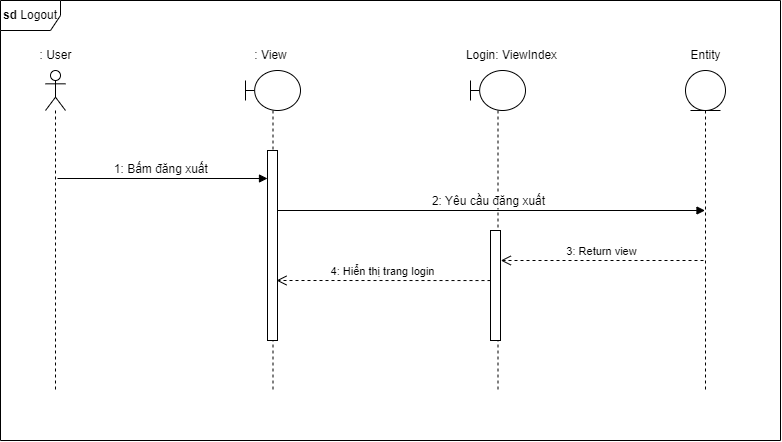 sd Logout
: User
: View
Login: ViewIndex
Entity
1: Bấm đăng xuất
2: Yêu cầu đăng xuất
3: Return view
4: Hiển thị trang login